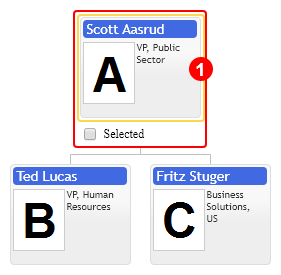 Scott Aasrud
A
VP, Public
Sector
1
Selected
Ted Lucas
B
VP, Human
Resources
Fritz Stuger
C
Business
Solutions,
US